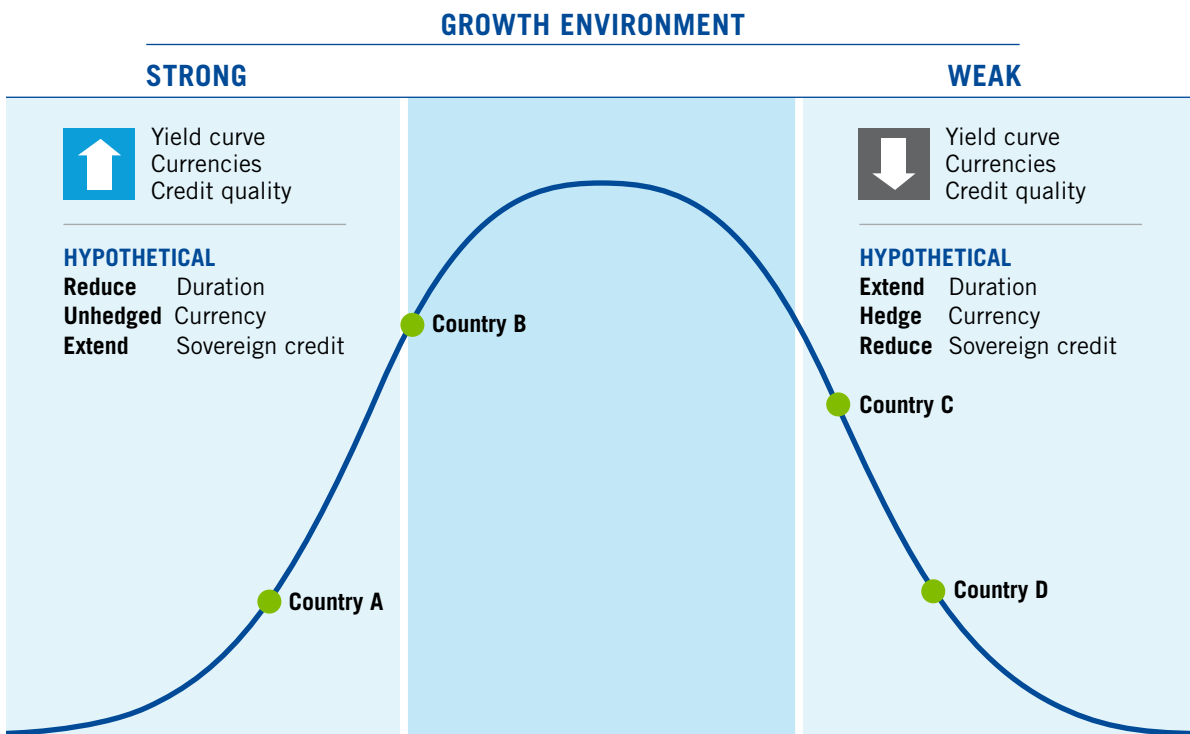 GROWTH ENVIRONMENT
STRONG
WEAK
Yield curve
Currencies
Credit quality
HYPOTHETICAL
Reduce Duration
Unhedged Currency
Extend Sovereign credit
Yield curve
Currencies
Credit quality
HYPOTHETICAL
Extend Duration
Hedge Currency
Reduce Sovereign credit
Country B
Country C
Country A
Country D